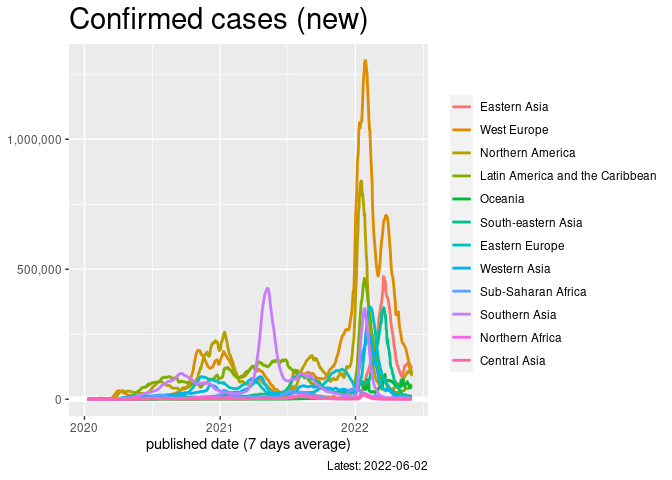 Confirmed cases (new)
1,000,000
500,000
0
2020
2021
2022
published date (7 days average)
Latest: 2022-06-02
Eastern Asia
West Europe
Northern America
Latin America and the Caribbean
Oceania
South-eastern Asia
Eastern Europe
Western Asia
Sub-Saharan Africa
Southern Asia
Northern Africa
Central Asia